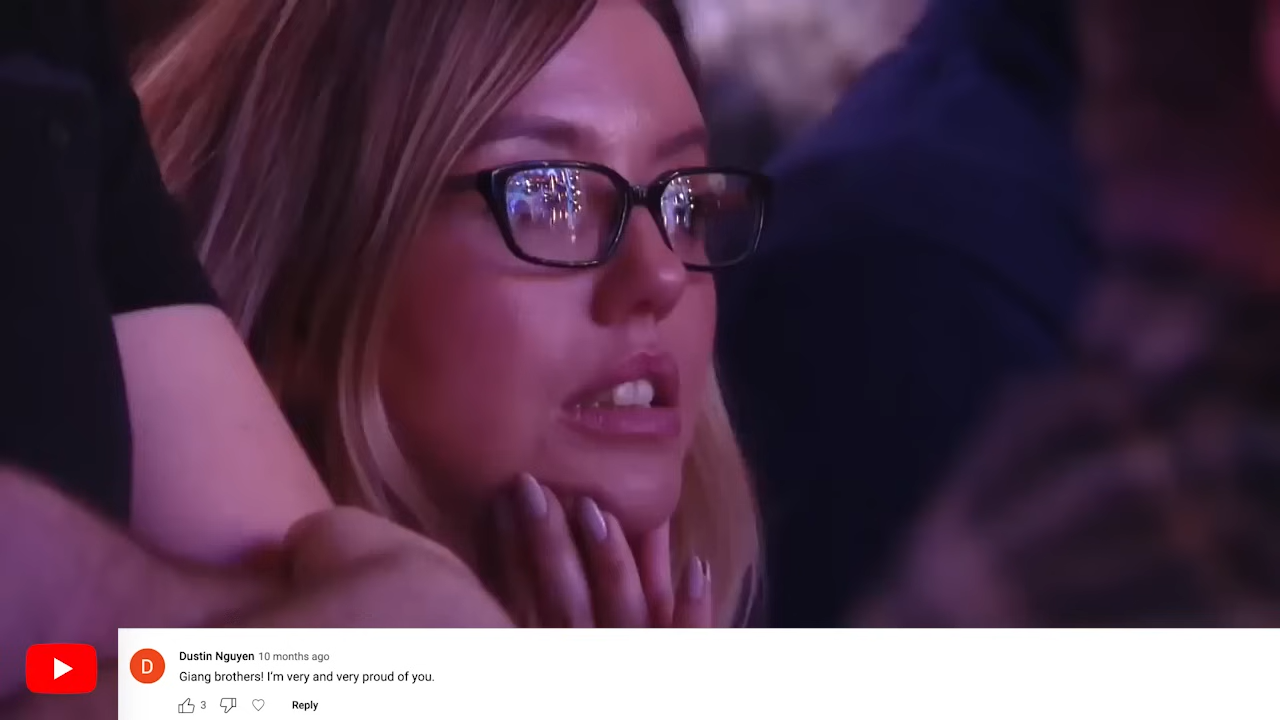 Dustin Nguyen 10 months ago
Giang brothers! I'm very and very proud of you.
3 Reply
D